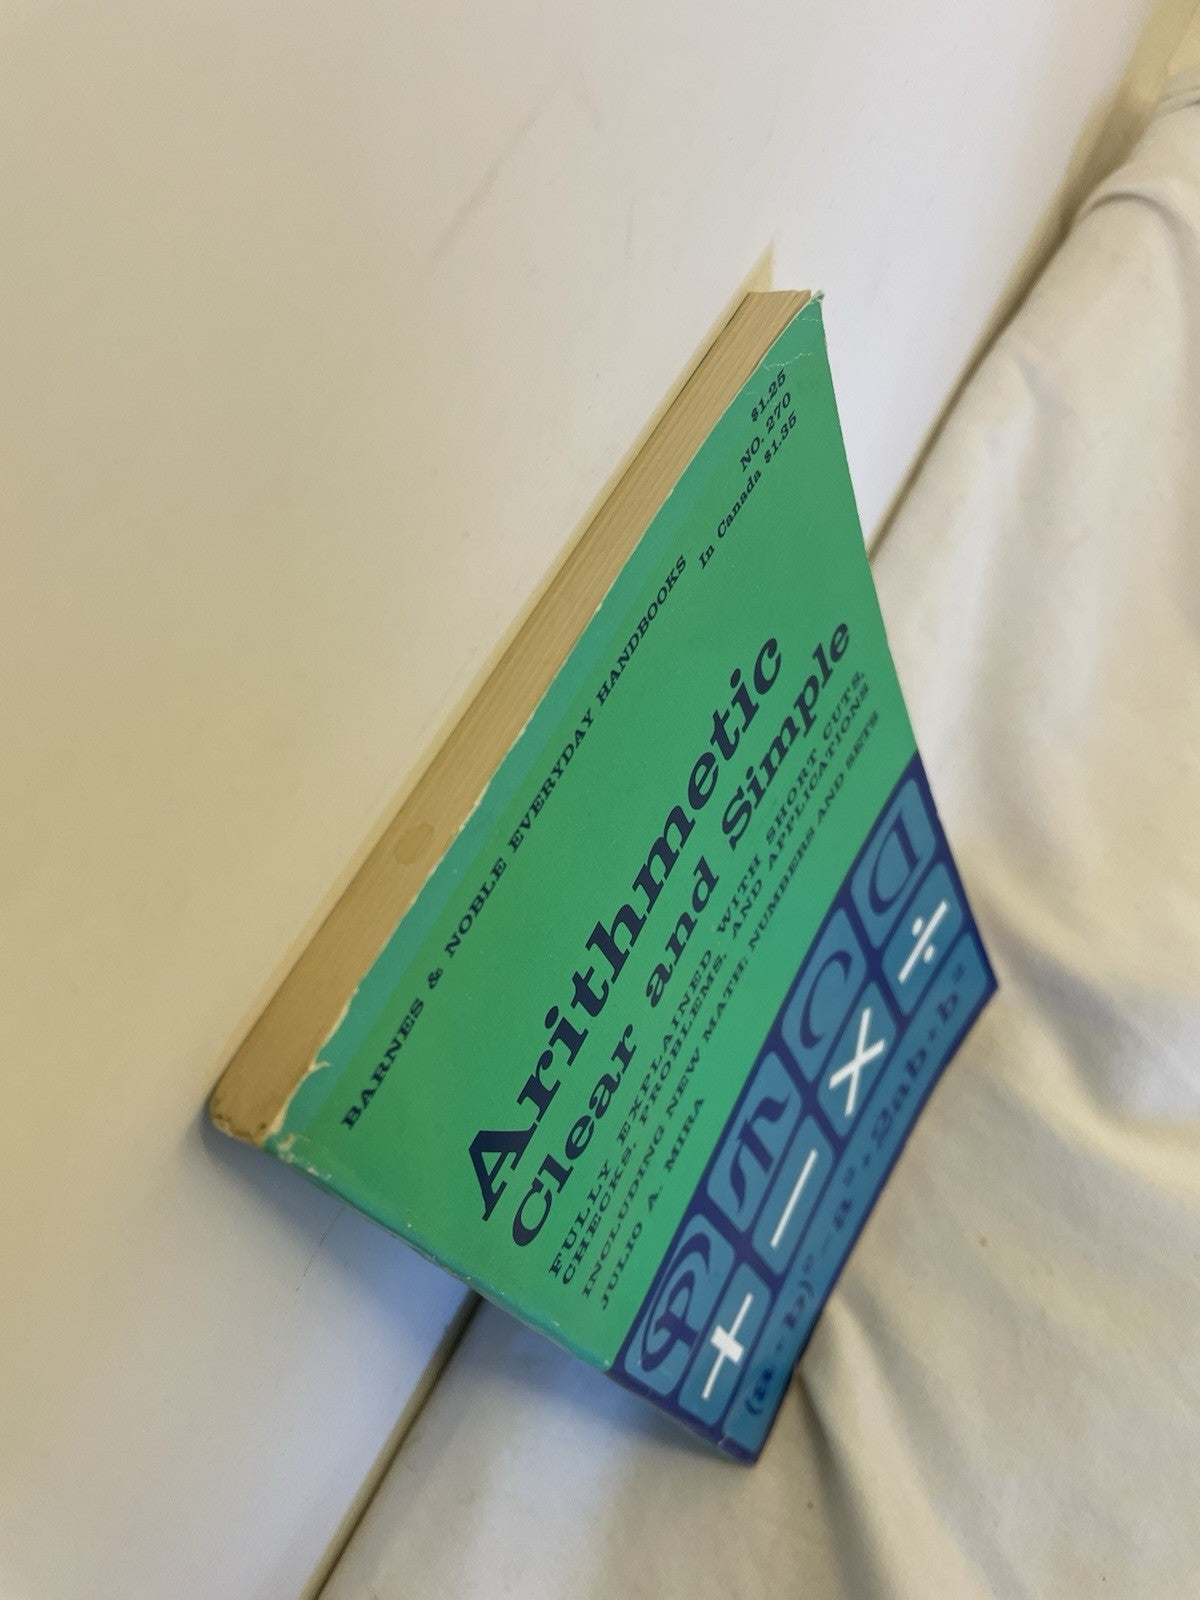 BARNES & NOBLE EVERYDAY HANDBOOKS
$1.25
NO. 270
In Canada $1.35
Arithmetic
Clear and Simple
FULLY EXPLAINED WITH SHORT CUTS,
CHECKS, PROBLEMS, AND APPLICATIONS
INCLUDING NEW MATH: NUMBERS AND SETS
JULIO A. MIRA
+ − × ÷